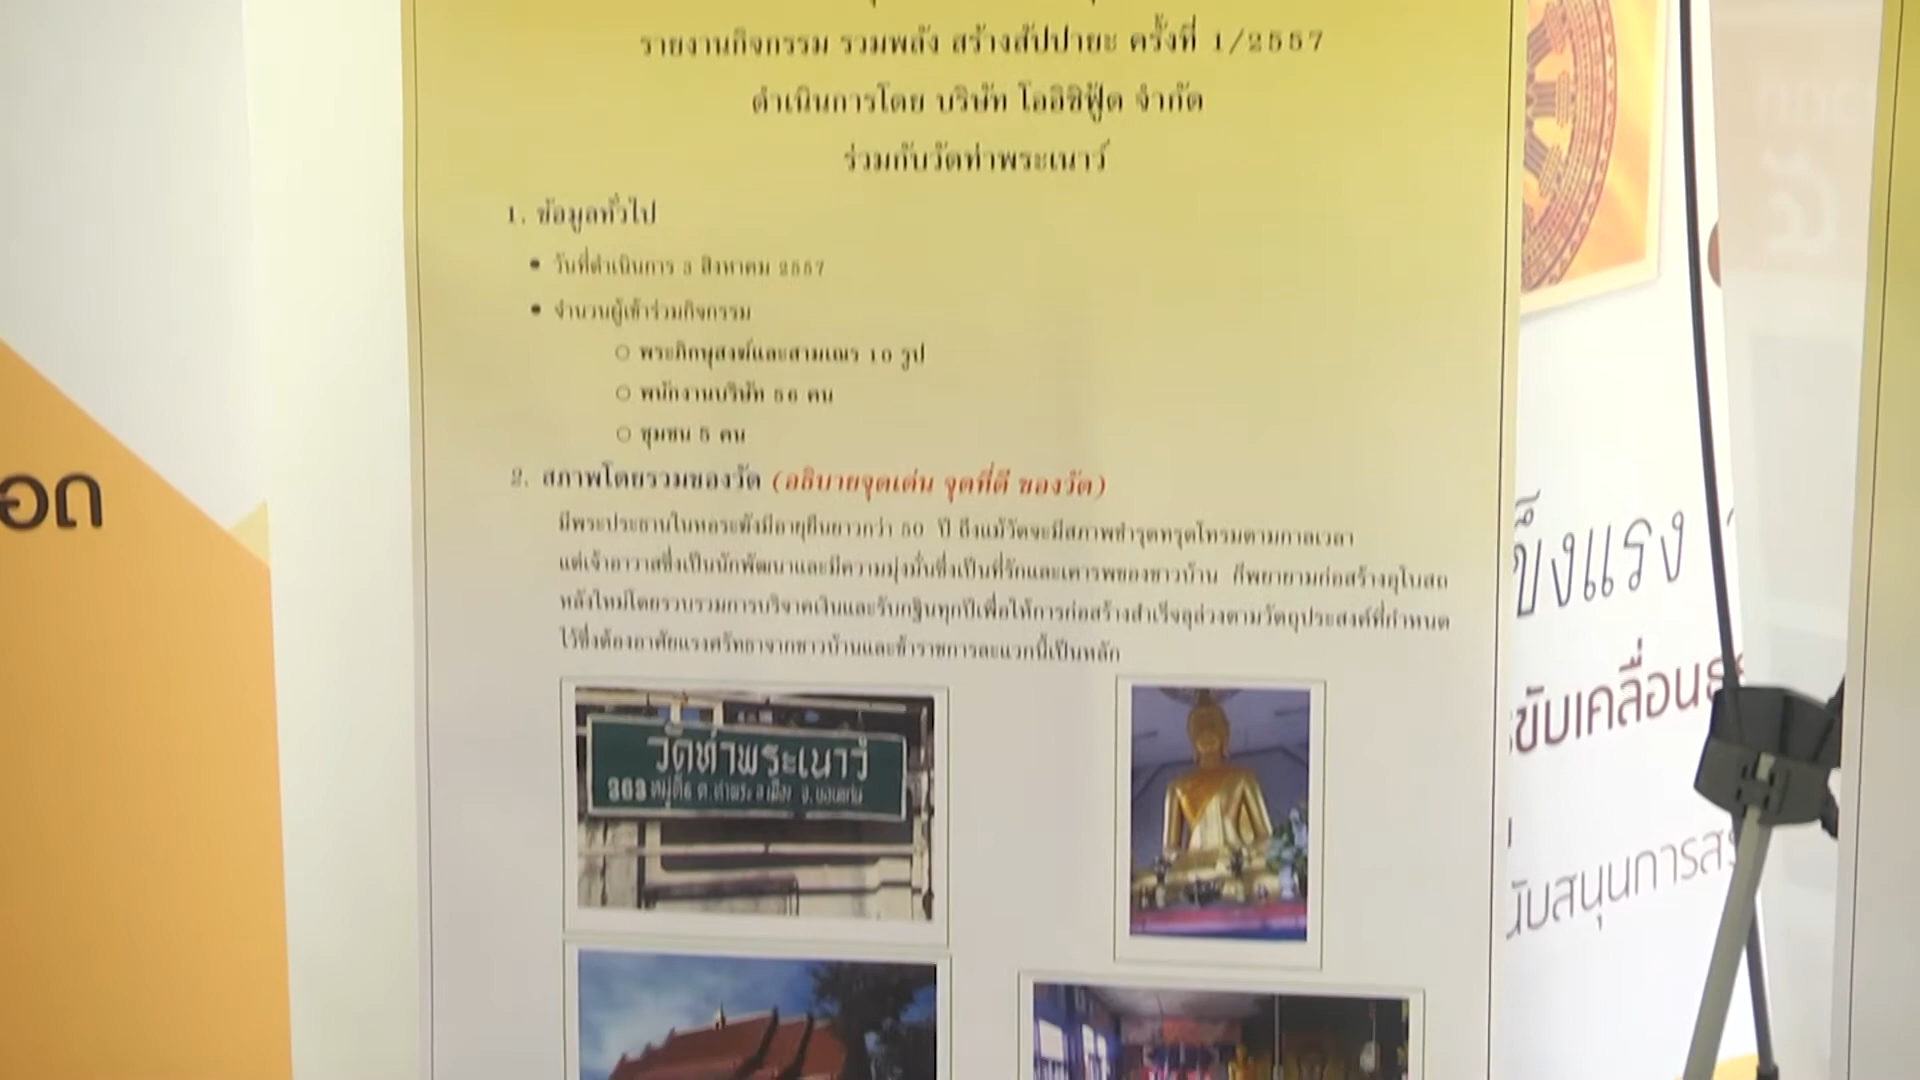 รายงานกิจกรรม รวมพลัง สร้างสัปปายะ ครั้งที่ 1/2557
ดำเนินการโดย บริษัท โออิชิฟู้ด จำกัด
ร่วมกับวัดท่าพระเนาว์
1. ข้อมูลทั่วไป
• วันที่ดำเนินการ 3 สิงหาคม 2557
• จำนวนผู้เข้าร่วมกิจกรรม
○ พระภิกษุสงฆ์และสามเณร 10 รูป
○ พนักงานบริษัท 56 คน
○ ชุมชน 5 คน
2. สภาพโดยรวมของวัด (อธิบายจุดเด่น จุดที่ดี ของวัด)
มีพระประธานในหอระฆังมีอายุยืนยาวกว่า 50 ปี ถึงแม้วัดจะมีสภาพชำรุดทรุดโทรมตามกาลเวลา
แต่เจ้าอาวาสซึ่งเป็นนักพัฒนาและมีความมุ่งมั่นซึ่งเป็นที่รักและเคารพของชาวบ้าน ก็พยายามก่อสร้างอุโบสถ
หลังใหม่โดยรวบรวมการบริจาคเงินและรับกฐินทุกปีเพื่อให้การก่อสร้างสำเร็จลุล่วงตามวัตถุประสงค์ที่กำหนด
ไว้ซึ่งต้องอาศัยแรงศรัทธาจากชาวบ้านและข้าราชการละแวกนี้เป็นหลัก
วัดท่าพระเนาว์
363 หมู่ที่6 ต.ท่าพระ อ.เมือง จ.ขอนแก่น
อด
ขับเคลื่อน